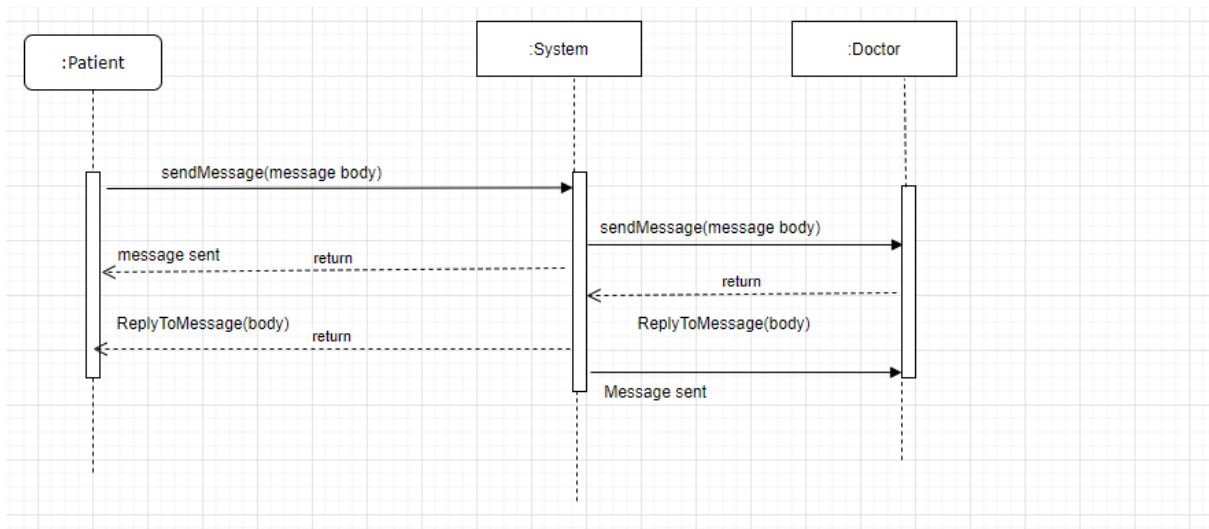 :Patient
:System
:Doctor
sendMessage(message body)
sendMessage(message body)
message sent
return
return
ReplyToMessage(body)
return
ReplyToMessage(body)
Message sent